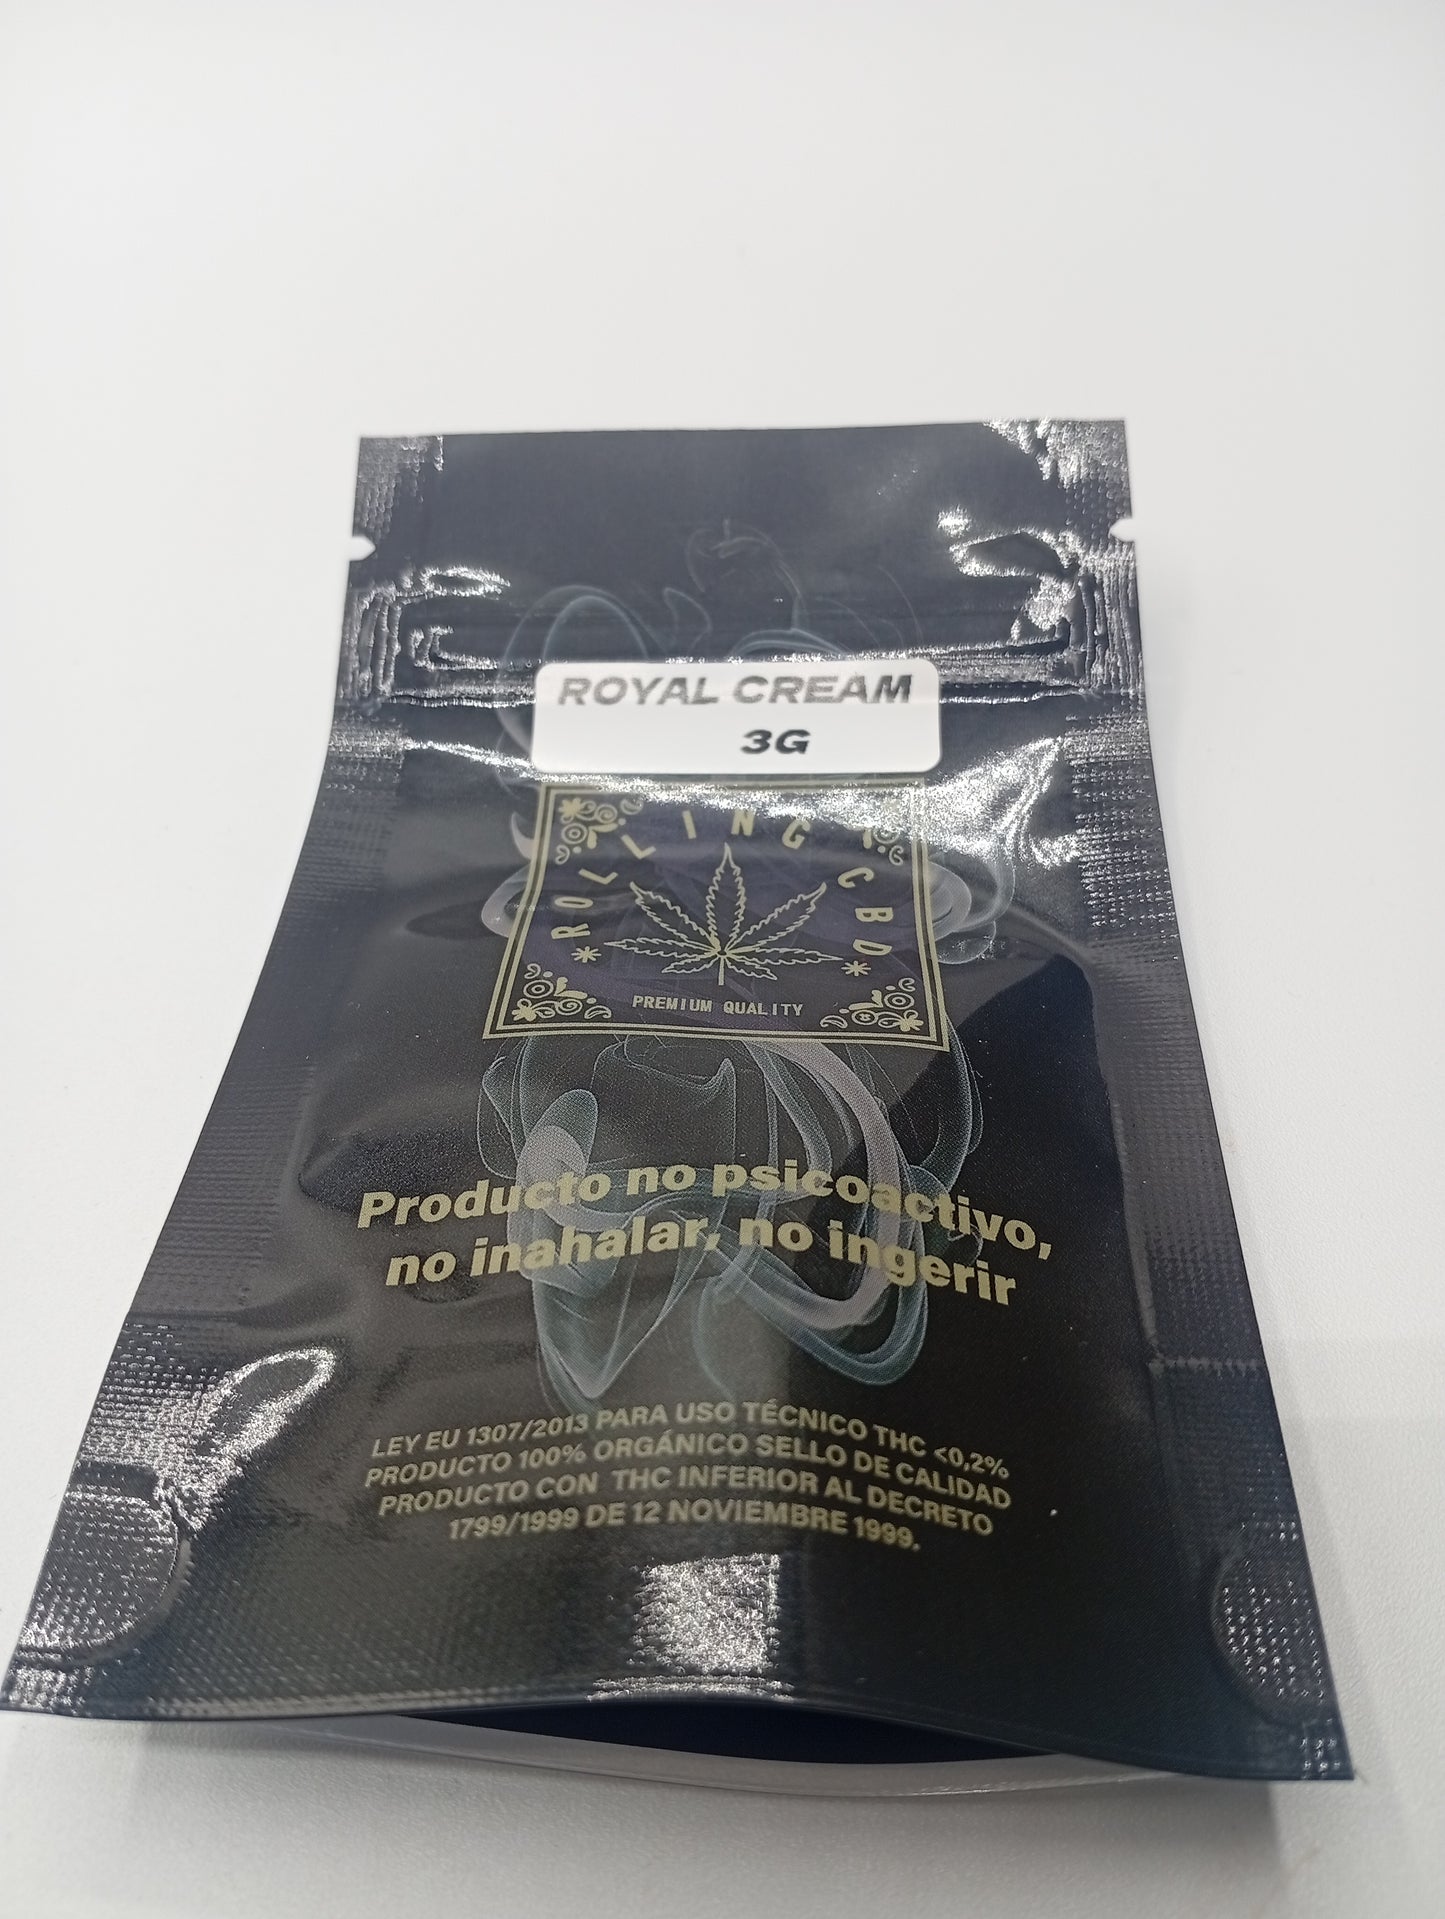 ROYAL CREAM
3G
ROLLING CBD
PREMIUM QUALITY
Producto no psicoactivo,
no inahalar, no ingerir
LEY EU 1307/2013 PARA USO TÉCNICO THC <0,2%
PRODUCTO 100% ORGÁNICO SELLO DE CALIDAD
PRODUCTO CON THC INFERIOR AL DECRETO
1799/1999 DE 12 NOVIEMBRE 1999.